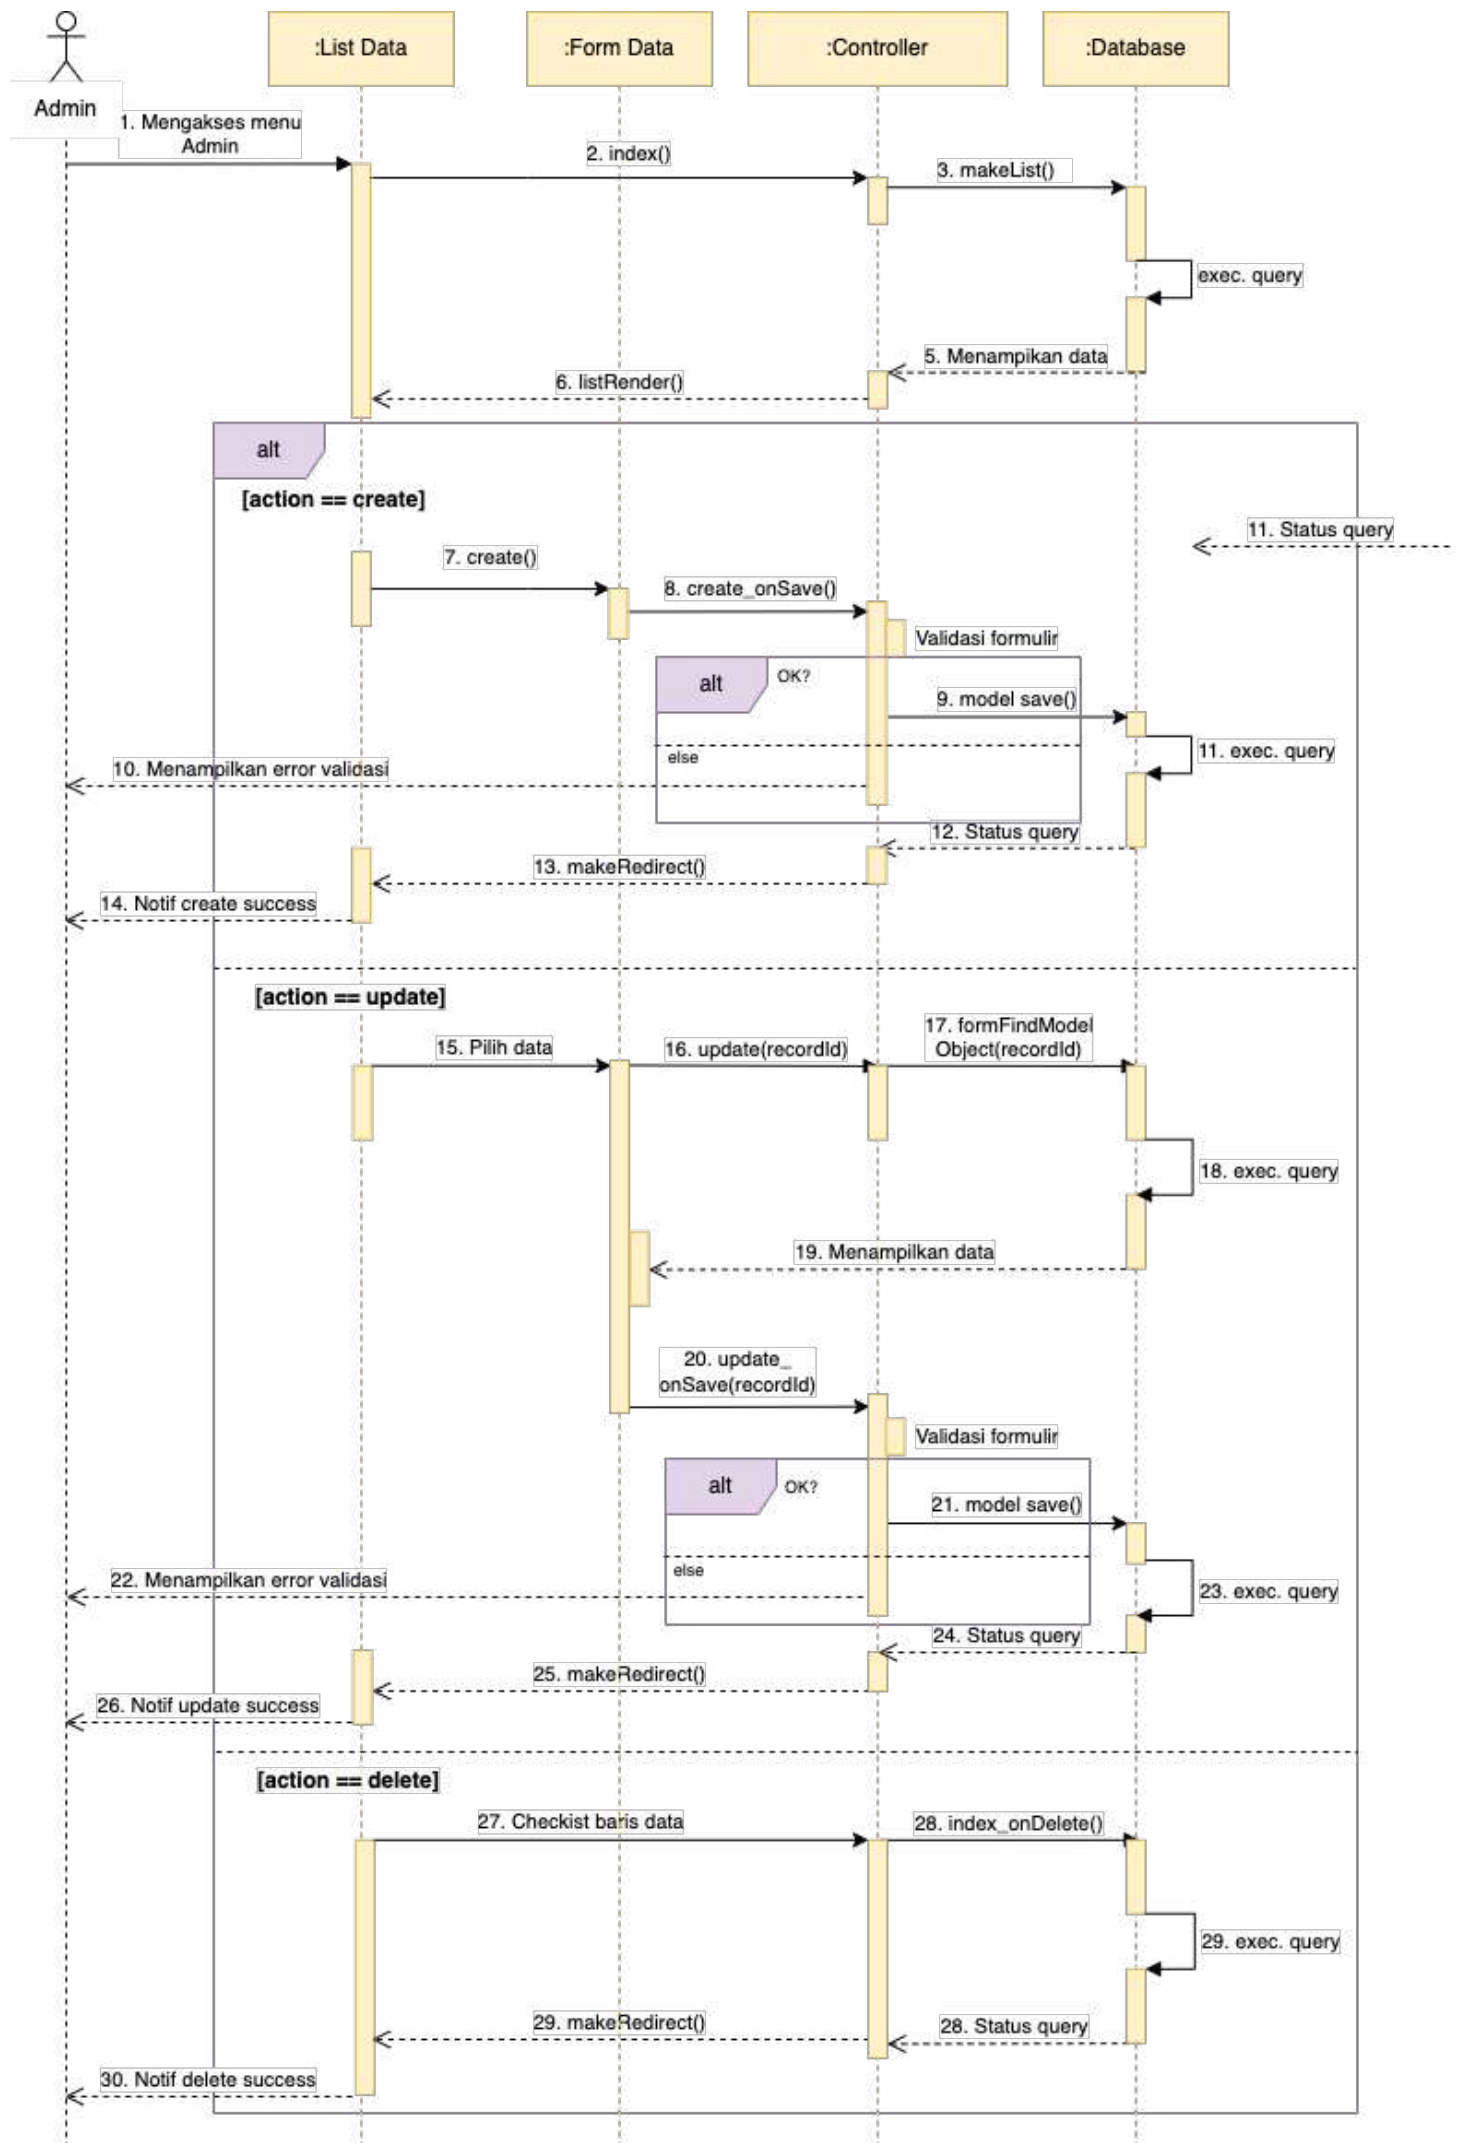 :List Data
:Form Data
:Controller
:Database
Admin
1. Mengakses menu
Admin
2. index()
3. makeList()
exec. query
5. Menampikan data
6. listRender()
alt
[action == create]
11. Status query
7. create()
8. create_onSave()
Validasi formulir
alt
OK?
9. model save()
else
11. exec. query
10. Menampilkan error validasi
12. Status query
13. makeRedirect()
14. Notif create success
[action == update]
15. Pilih data
16. update(recordId)
17. formFindModel
Object(recordId)
18. exec. query
19. Menampilkan data
20. update_
onSave(recordId)
Validasi formulir
alt
OK?
21. model save()
else
22. Menampilkan error validasi
23. exec. query
24. Status query
25. makeRedirect()
26. Notif update success
[action == delete]
27. Checkist baris data
28. index_onDelete()
29. exec. query
29. makeRedirect()
28. Status query
30. Notif delete success